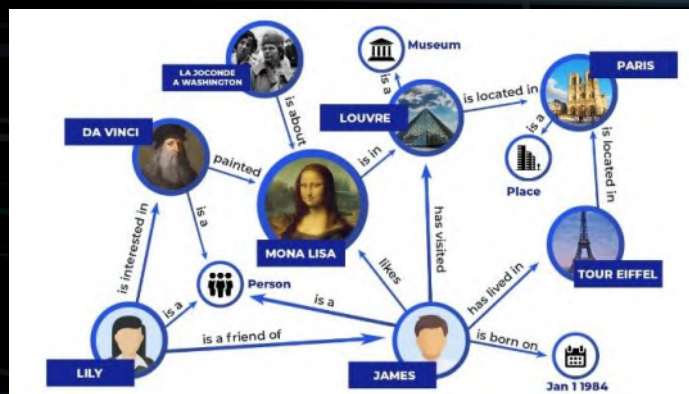 Museum
PARIS
LA JOCONDE
A WASHINGTON
is a
is located in
LOUVRE
DA VINCI
is about
is a
is located in
painted
is in
Place
is interested in
is a
has visited
MONA LISA
TOUR EIFFEL
Person
likes
has lived in
is a
is a
is born on
is a friend of
LILY
JAMES
Jan 1 1984